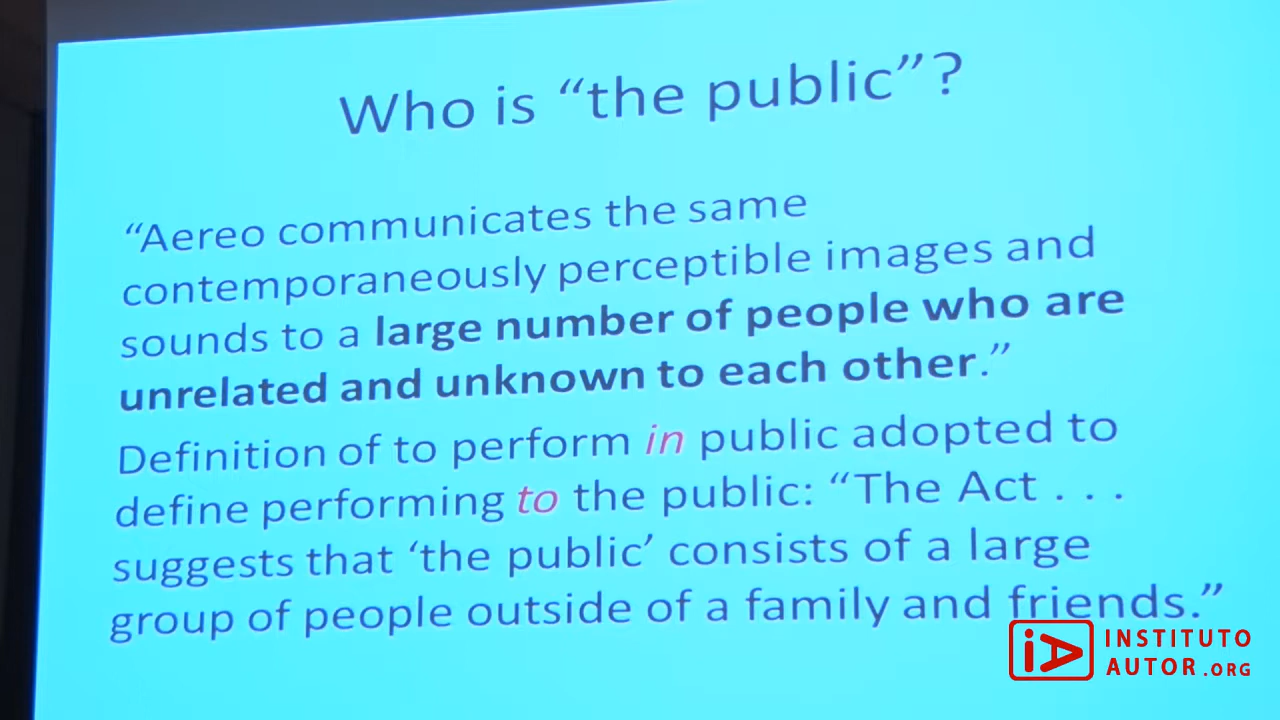 Who is “the public”?
“Aereo communicates the same
contemporaneously perceptible images and
sounds to a large number of people who are
unrelated and unknown to each other.”
Definition of to perform in public adopted to
define performing to the public: “The Act . . .
suggests that ‘the public’ consists of a large
group of people outside of a family and friends.”
iA INSTITUTO
AUTOR.ORG